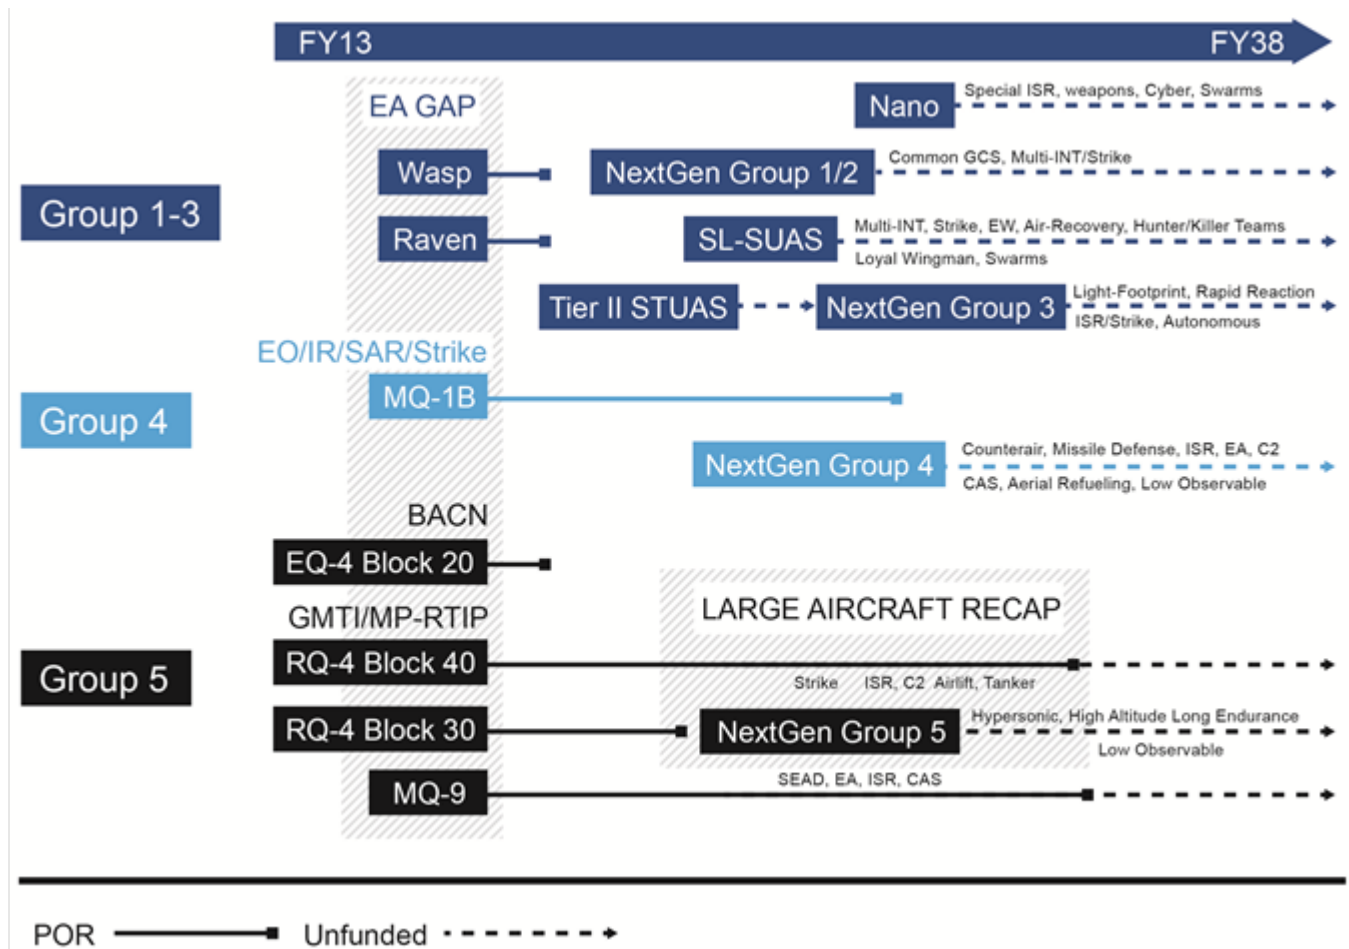 FY13 FY38
EA GAP
Nano
Special ISR, weapons, Cyber, Swarms
Wasp
NextGen Group 1/2
Common GCS, Multi-INT/Strike
Group 1-3
Raven
SL-SUAS
Multi-INT, Strike, EW, Air-Recovery, Hunter/Killer Teams
Loyal Wingman, Swarms
Tier II STUAS
NextGen Group 3
Light-Footprint, Rapid Reaction
ISR/Strike, Autonomous
EO/IR/SAR/Strike
MQ-1B
Group 4
NextGen Group 4
Counterair, Missile Defense, ISR, EA, C2
CAS, Aerial Refueling, Low Observable
BACN
EQ-4 Block 20
LARGE AIRCRAFT RECAP
GMTI/MP-RTIP
RQ-4 Block 40
Strike ISR, C2 Airlift, Tanker
Group 5
RQ-4 Block 30
NextGen Group 5
Hypersonic, High Altitude Long Endurance
Low Observable
MQ-9
SEAD, EA, ISR, CAS
POR
Unfunded